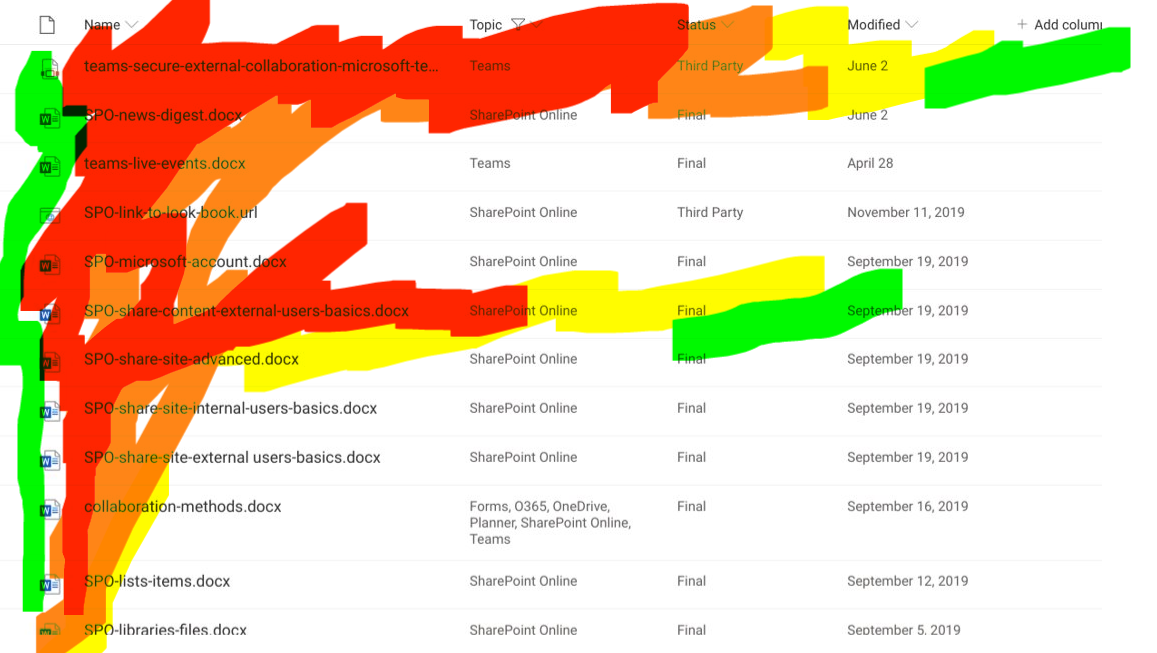 Name Topic Status Modified + Add colum
teams-secure-external-collaboration-microsoft-te... Teams Third Party June 2
SPO-news-digest.docx SharePoint Online Final June 2
teams-live-events.docx Teams Final April 28
SPO-link-to-look-book.url SharePoint Online Third Party November 11, 2019
SPO-microsoft-account.docx SharePoint Online Final September 19, 2019
SPO-share-content-external-users-basics.docx SharePoint Online Final September 19, 2019
SPO-share-site-advanced.docx SharePoint Online Final September 19, 2019
SPO-share-site-internal-users-basics.docx SharePoint Online Final September 19, 2019
SPO-share-site-external users-basics.docx SharePoint Online Final September 19, 2019
collaboration-methods.docx Forms, O365, OneDrive, Final September 16, 2019
Planner, SharePoint Online,
Teams
SPO-lists-items.docx SharePoint Online Final September 12, 2019
SPO-libraries-files.docx SharePoint Online Final September 5, 2019